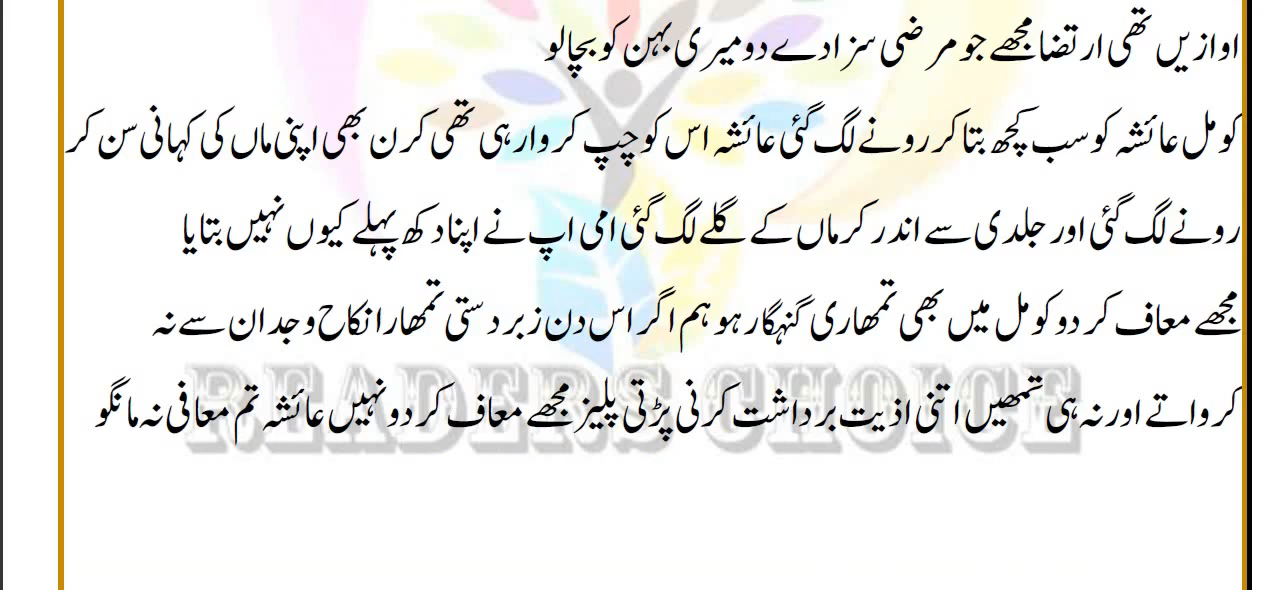 اوازیں تھی ارتضا مجھے جو مرضی سزا دے دو میری بہن کو بچا لو
کومل عائشہ کو سب کچھ بتا کر رونے لگ گئی عائشہ اس کو چپ کروا رہی تھی کرن بھی اپنی ماں کی کہانی سن کر
رونے لگ گئی اور جلدی سے اندر کر ماں کے گلے لگ گئی امی اپ نے اپنا دکھ پہلے کیوں نہیں بتایا
مجھے معاف کر دو کومل میں بھی تمھاری گنہگار ہو ہم اگر اس دن زبردستی تمھارا نکاح وجدان سے نہ
کرواتے اور نہ ہی تمھیں اتنی اذیت برداشت کرنی پڑتی پلیز مجھے معاف کر دو نہیں عائشہ تم معافی نہ مانگو
READERS CHOICE